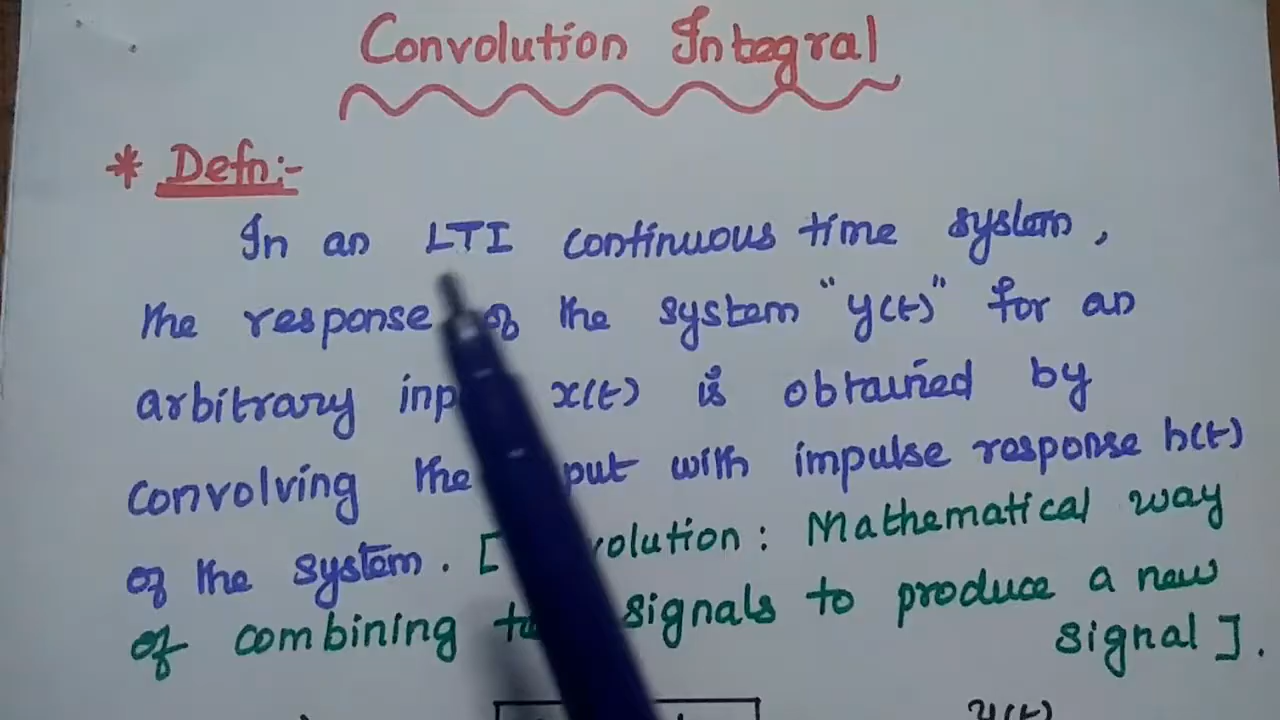 Convolution Integral
* Defn:-
In an LTI continuous time system,
the response of the system "y(t)" for an
arbitrary inp x(t) is obtained by
convolving the put with impulse response h(t)
of the system. [ volution: Mathematical way
of combining signals to produce a new
signal].
y(t)